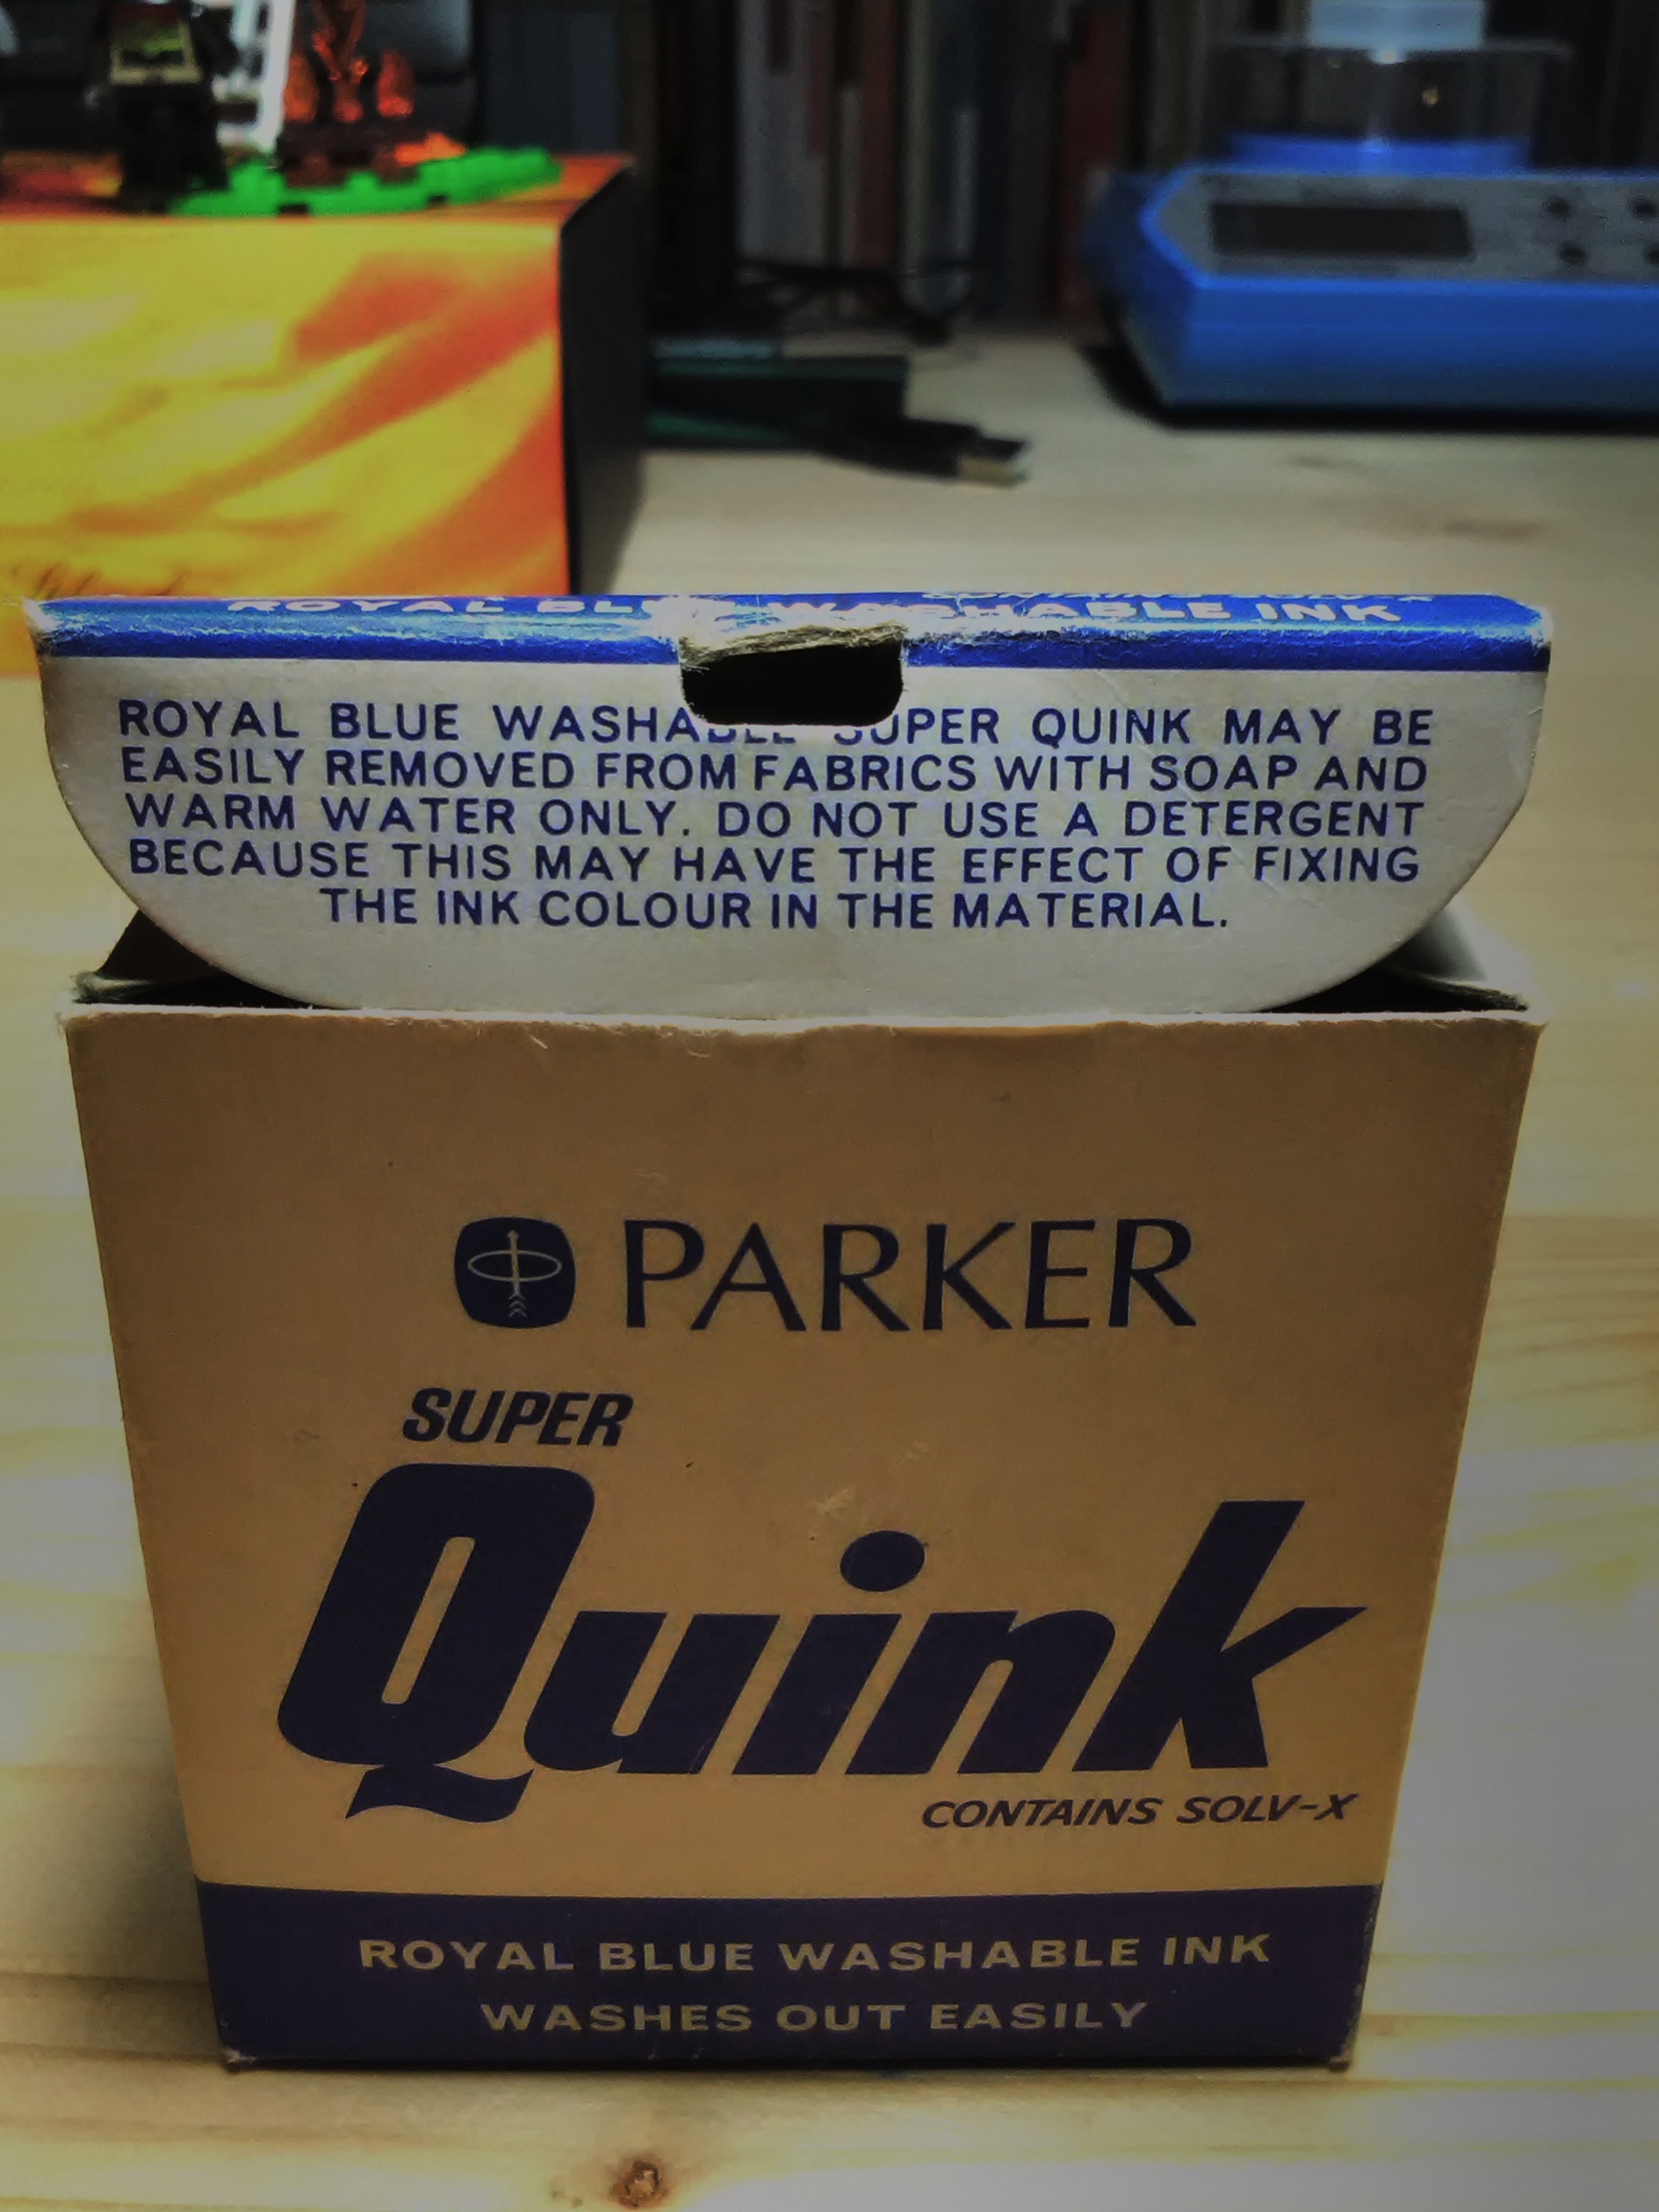 ROYAL BLUE WASHABLE INK
ROYAL BLUE WASHABLE SUPER QUINK MAY BE
EASILY REMOVED FROM FABRICS WITH SOAP AND
WARM WATER ONLY. DO NOT USE A DETERGENT
BECAUSE THIS MAY HAVE THE EFFECT OF FIXING
THE INK COLOUR IN THE MATERIAL.
PARKER
SUPER
Quink
CONTAINS SOLV-X
ROYAL BLUE WASHABLE INK
WASHES OUT EASILY